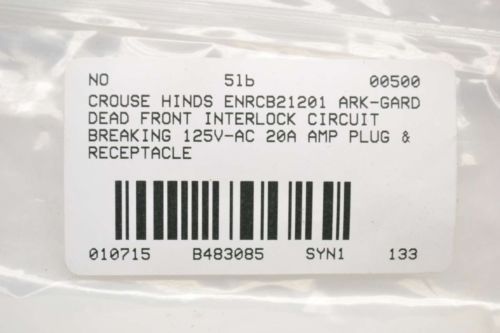 NO 51b 00500
CROUSE HINDS ENRCB21201 ARK-GARD
DEAD FRONT INTERLOCK CIRCUIT
BREAKING 125V-AC 20A AMP PLUG &
RECEPTACLE
010715 B483085 SYN1 133